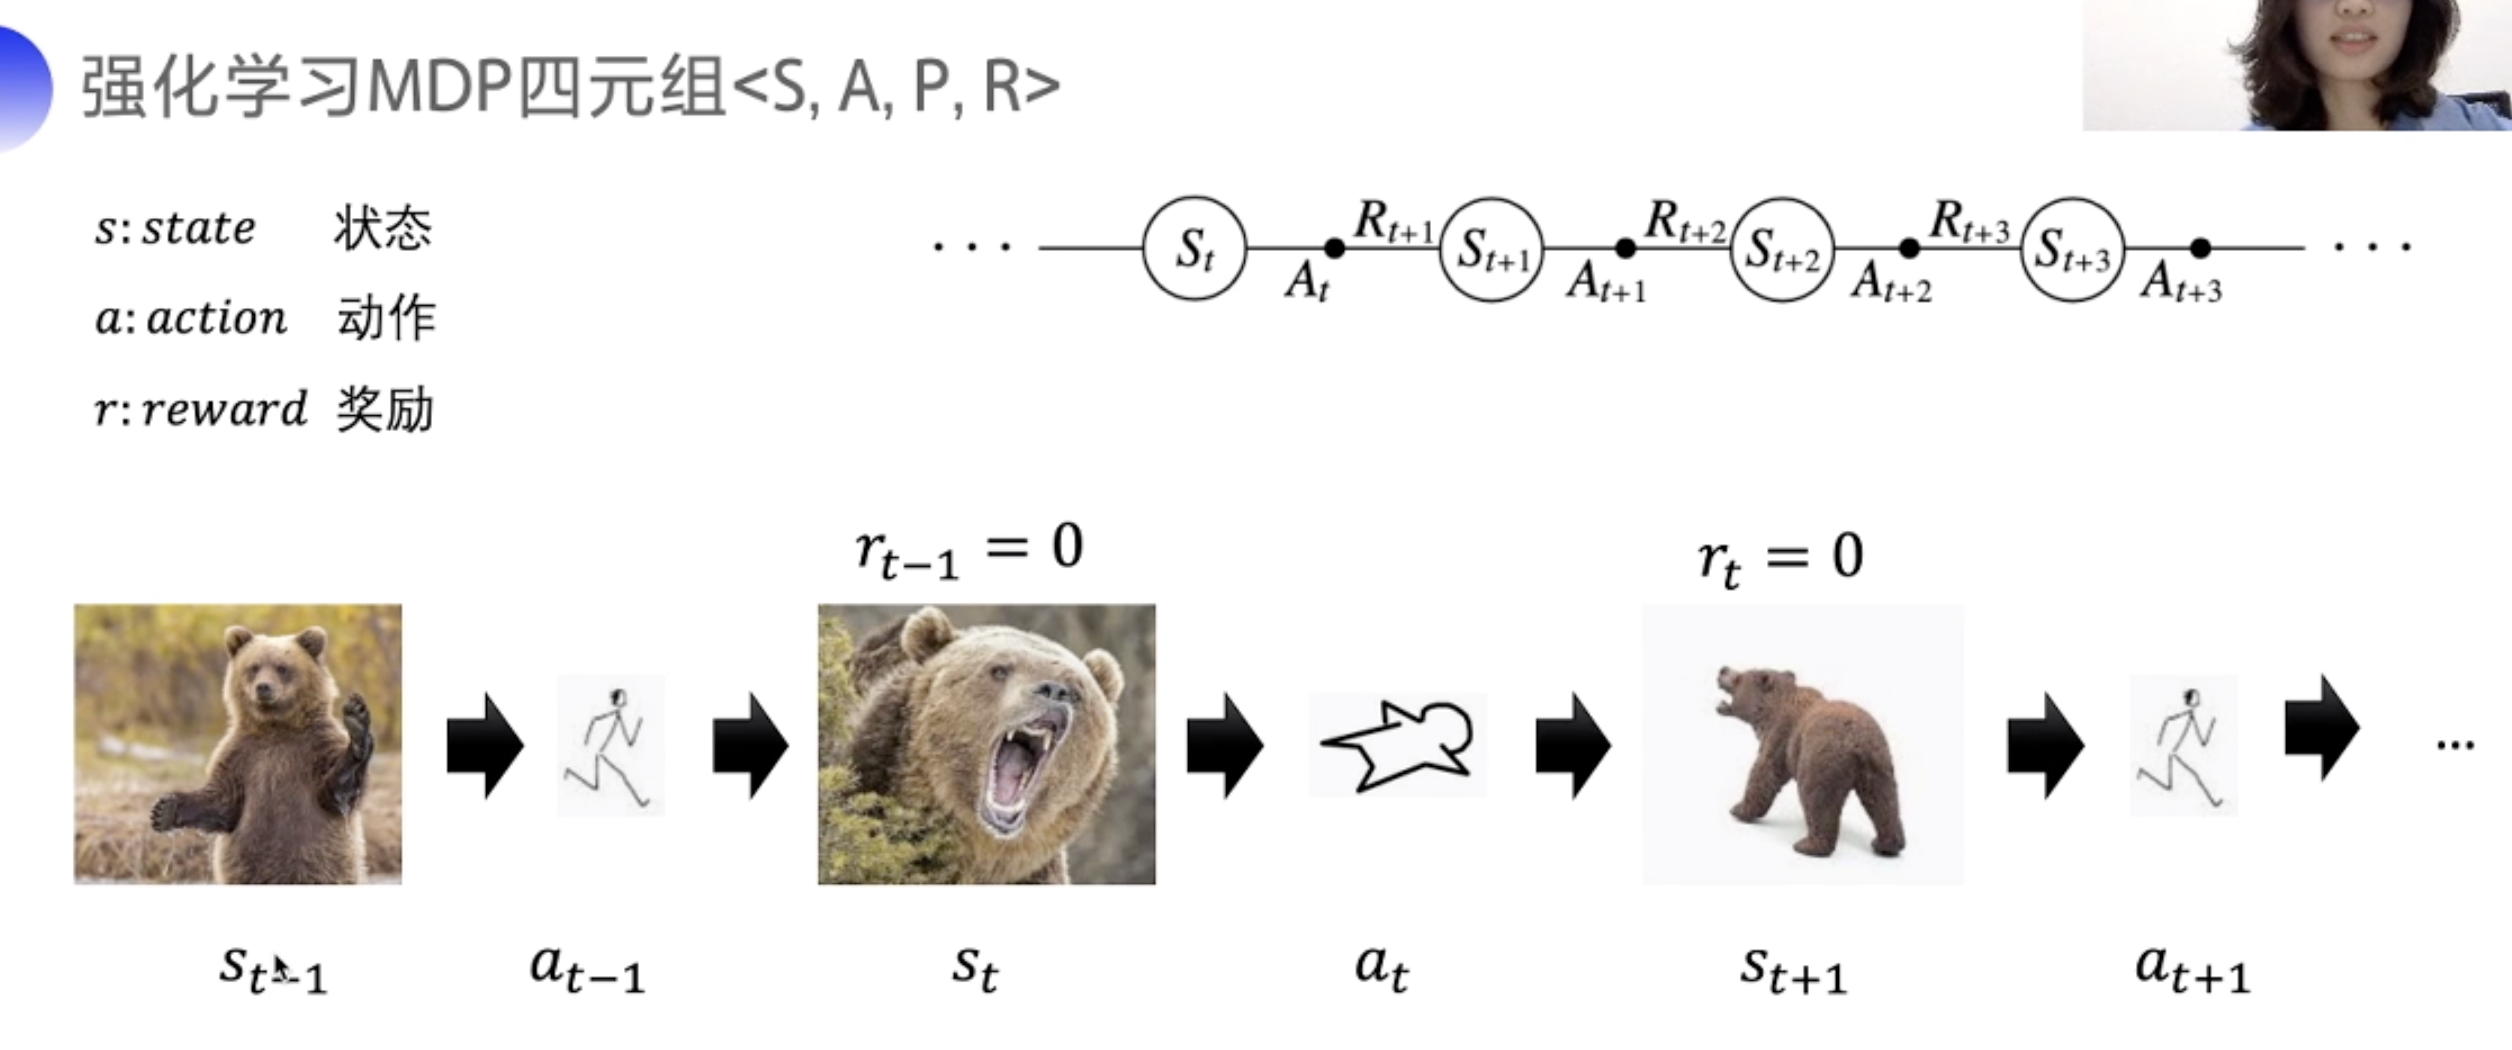 强化学习MDP四元组<S, A, P, R>
s: state 状态
a: action 动作
r: reward 奖励
··· S_t A_t R_{t+1} S_{t+1} A_{t+1} R_{t+2} S_{t+2} A_{t+2} R_{t+3} S_{t+3} A_{t+3} ···
r_{t-1} = 0
r_t = 0
...
s_{t-1} a_{t-1} s_t a_t s_{t+1} a_{t+1}